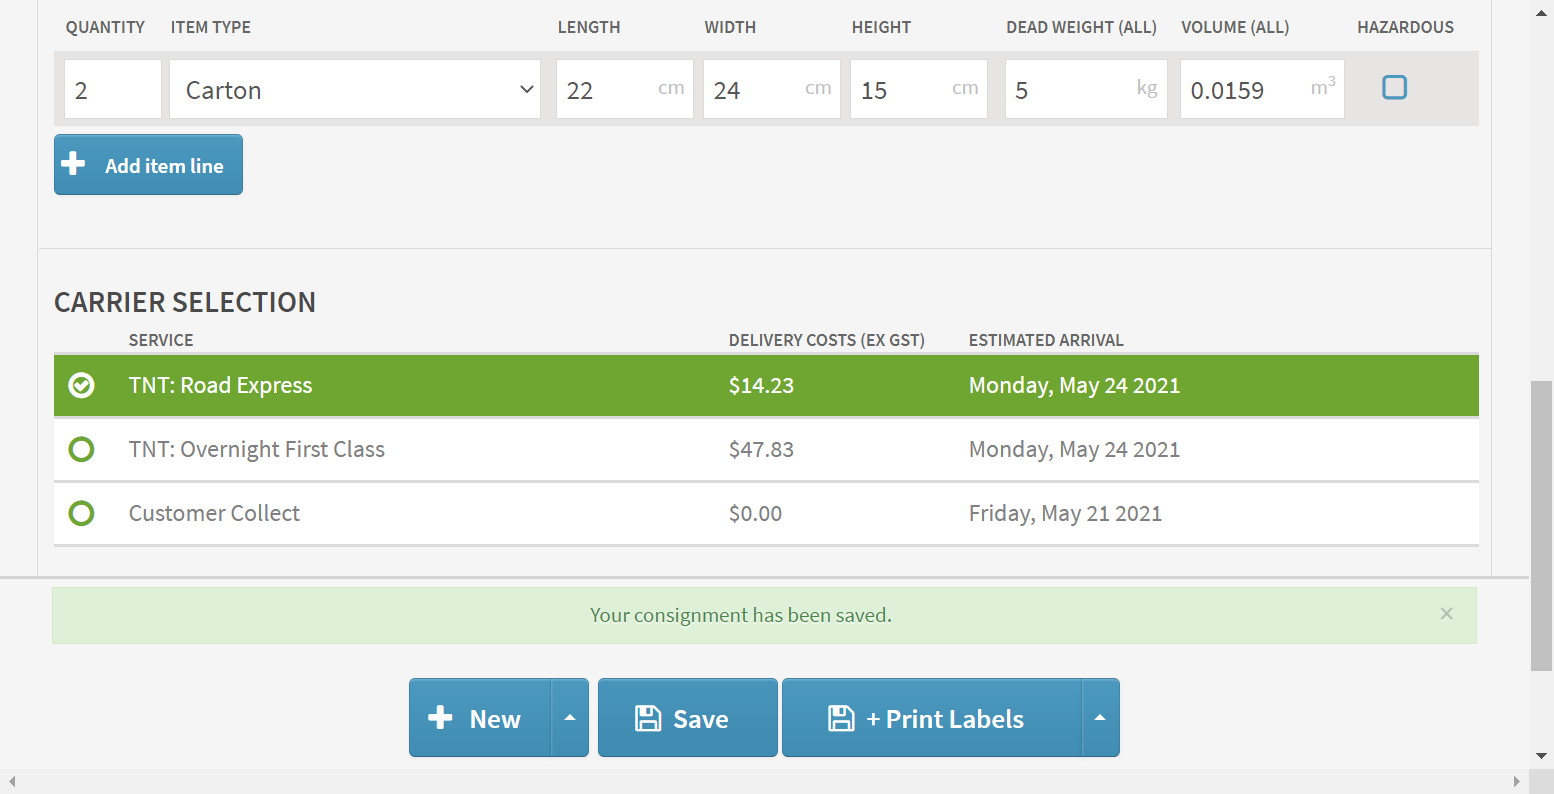 QUANTITY ITEM TYPE LENGTH WIDTH HEIGHT DEAD WEIGHT (ALL) VOLUME (ALL) HAZARDOUS
2 Carton 22 cm 24 cm 15 cm 5 kg 0.0159 m³
Add item line
CARRIER SELECTION
SERVICE DELIVERY COSTS (EX GST) ESTIMATED ARRIVAL
TNT: Road Express $14.23 Monday, May 24 2021
TNT: Overnight First Class $47.83 Monday, May 24 2021
Customer Collect $0.00 Friday, May 21 2021
Your consignment has been saved. ×
New Save + Print Labels